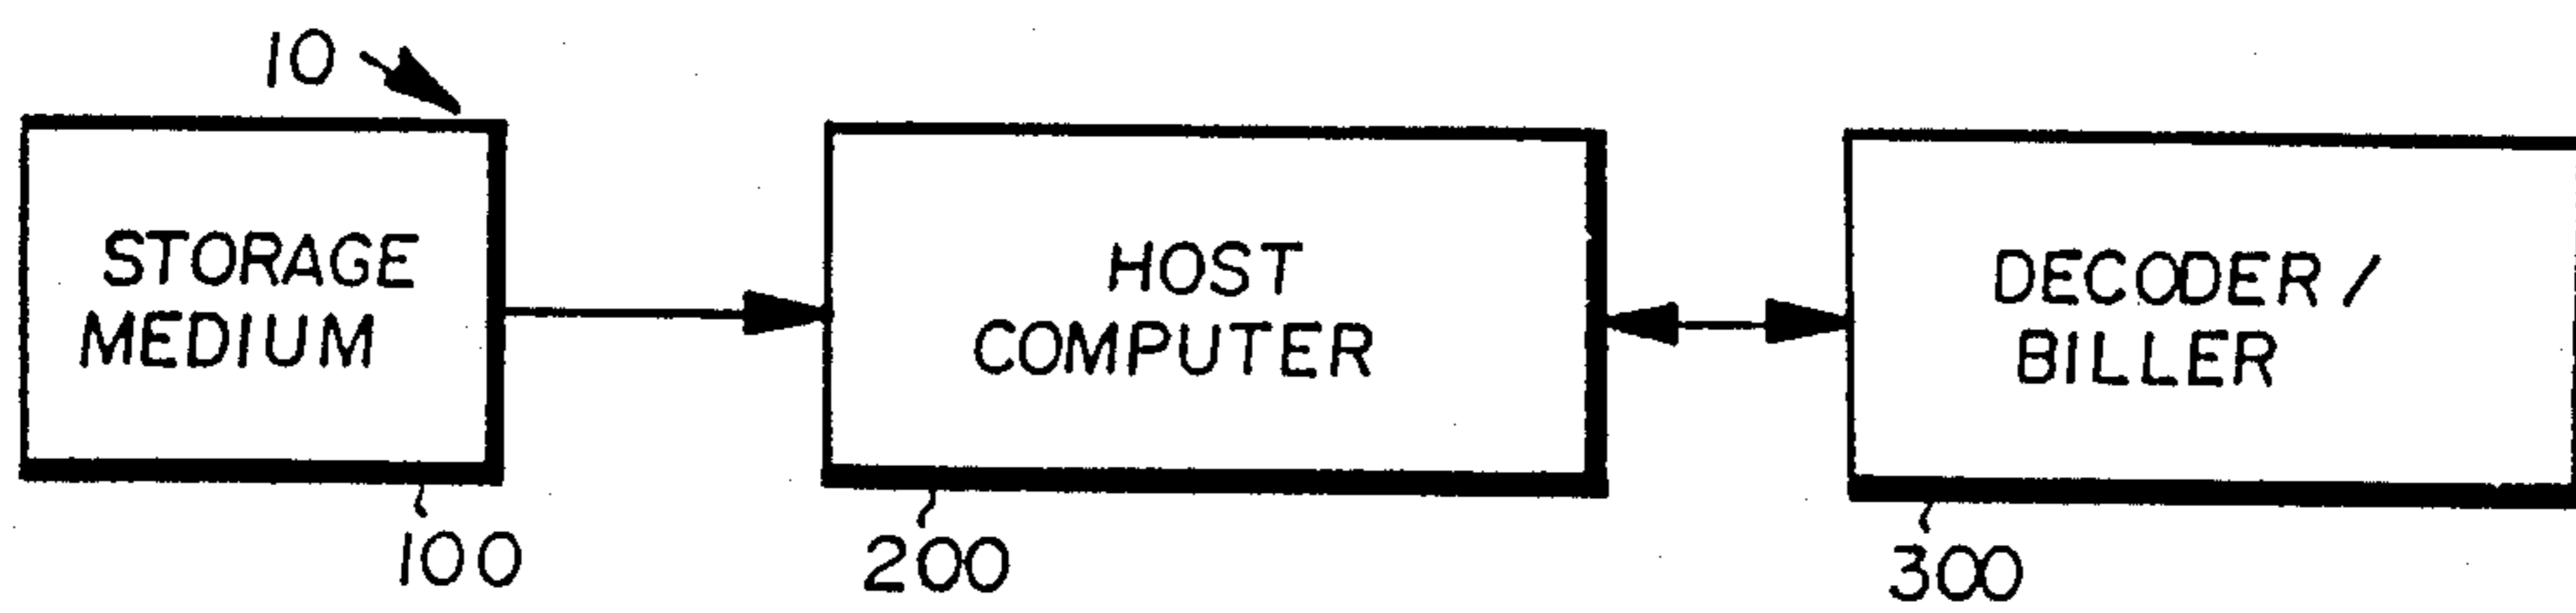 10
STORAGE
MEDIUM
HOST
COMPUTER
DECODER /
BILLER
100
200
300